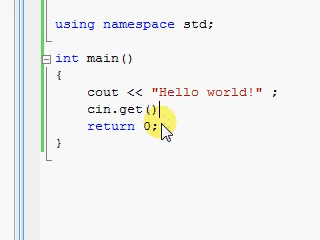 using namespace std;
int main()
{
cout << "Hello world!" ;
cin.get()
return 0;
}